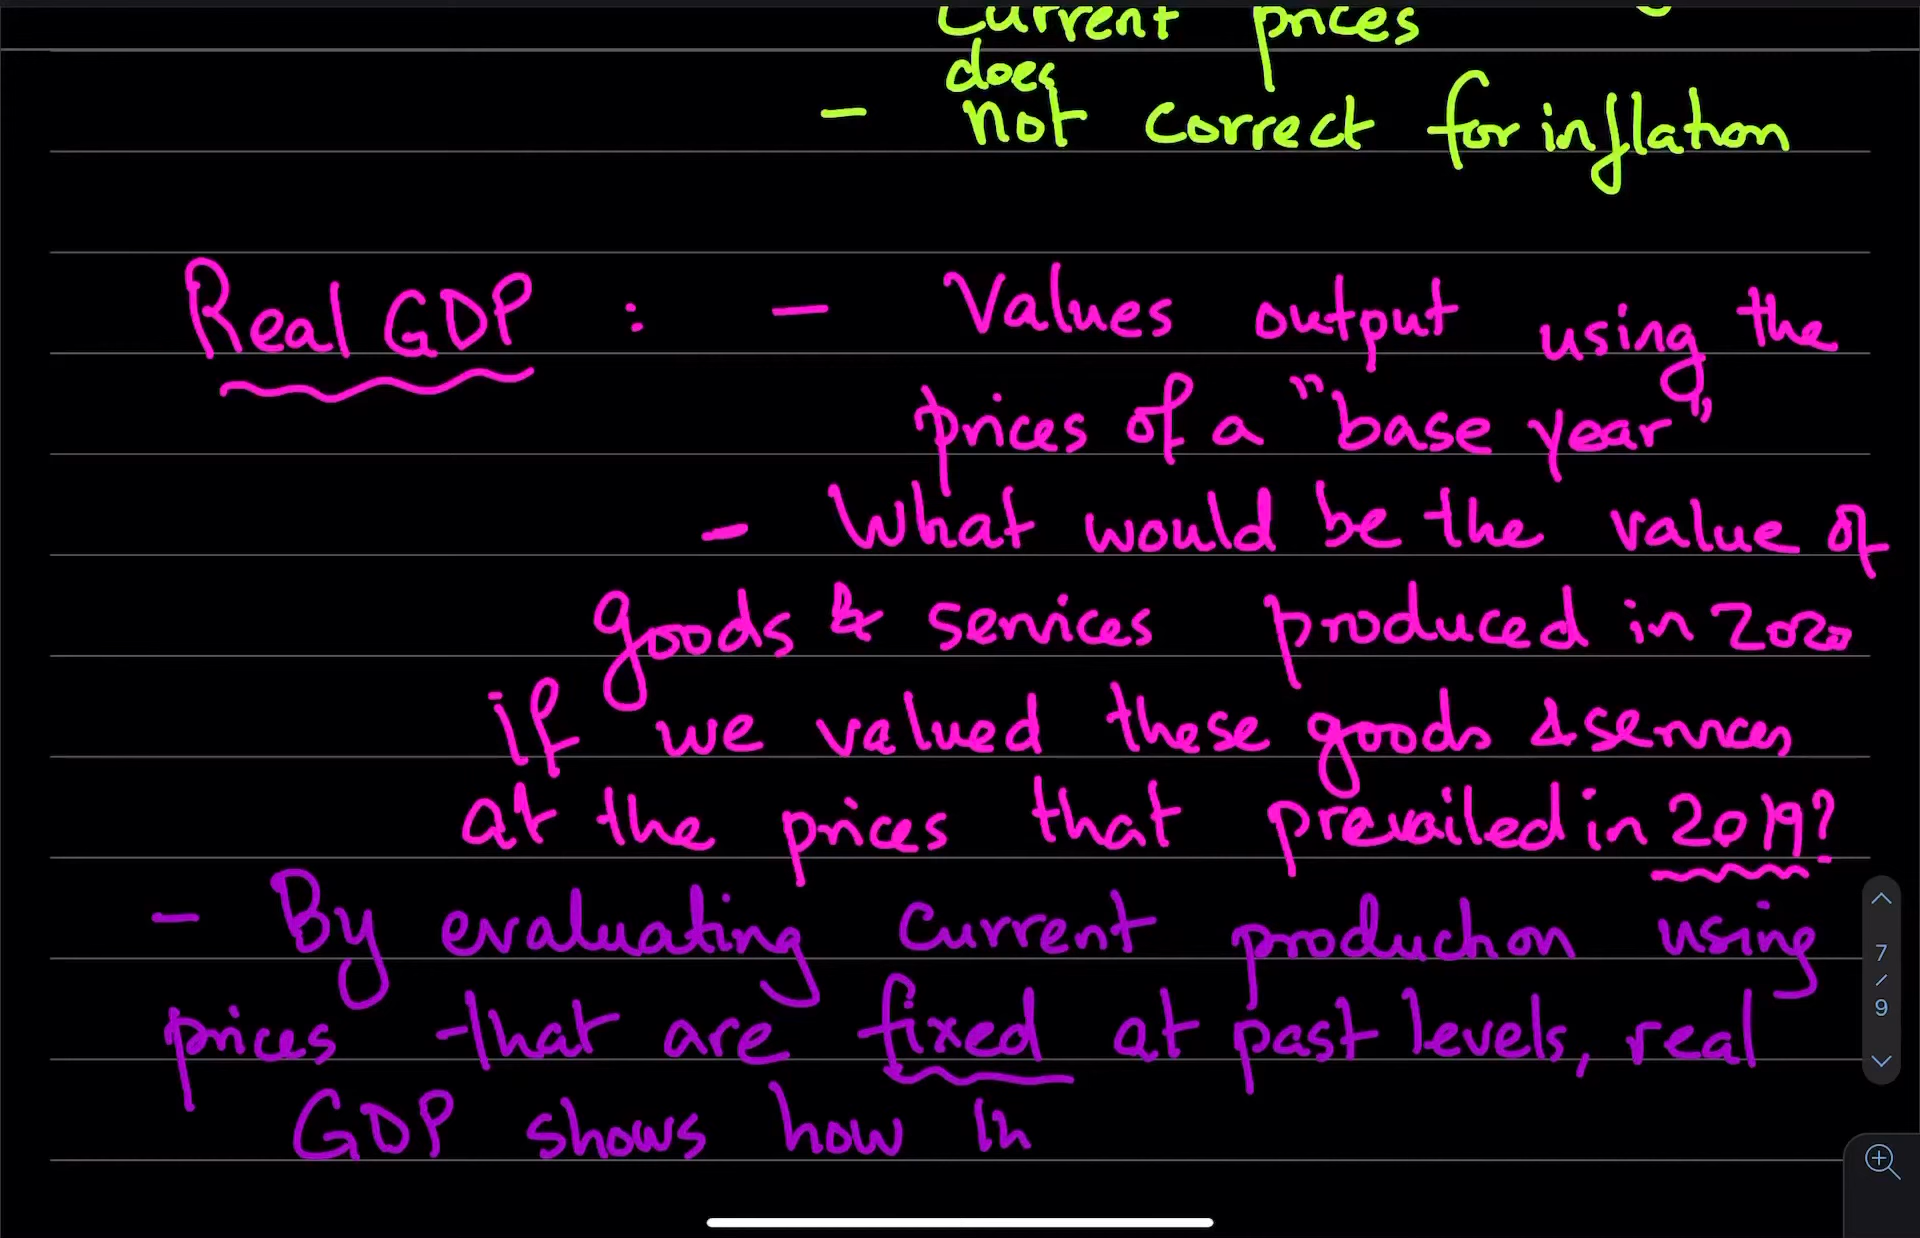 current prices
does
- not correct for inflation
Real GDP : - Values output using the
prices of a "base year",
- What would be the value of
goods & services produced in 2020
if we valued these goods & services
at the prices that prevailed in 2019?
- By evaluating current production using
prices that are fixed at past levels, real
GDP shows how in
7
/
9